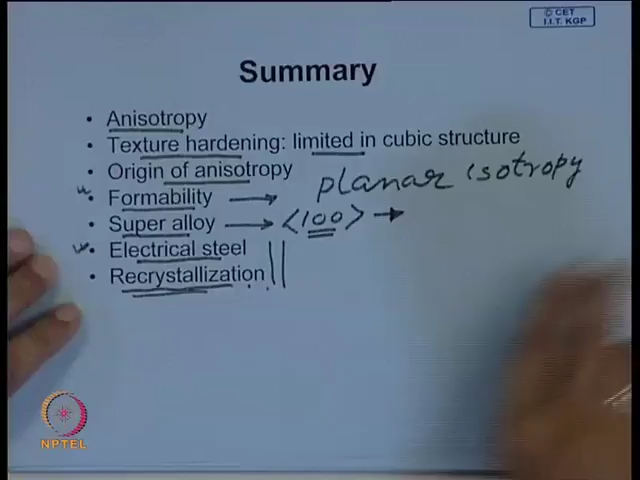 © CET
I.I.T. KGP
Summary
• Anisotropy
• Texture hardening: limited in cubic structure
• Origin of anisotropy
• Formability → planar isotropy
• Super alloy → <100> →
• Electrical steel
• Recrystallization
NPTEL